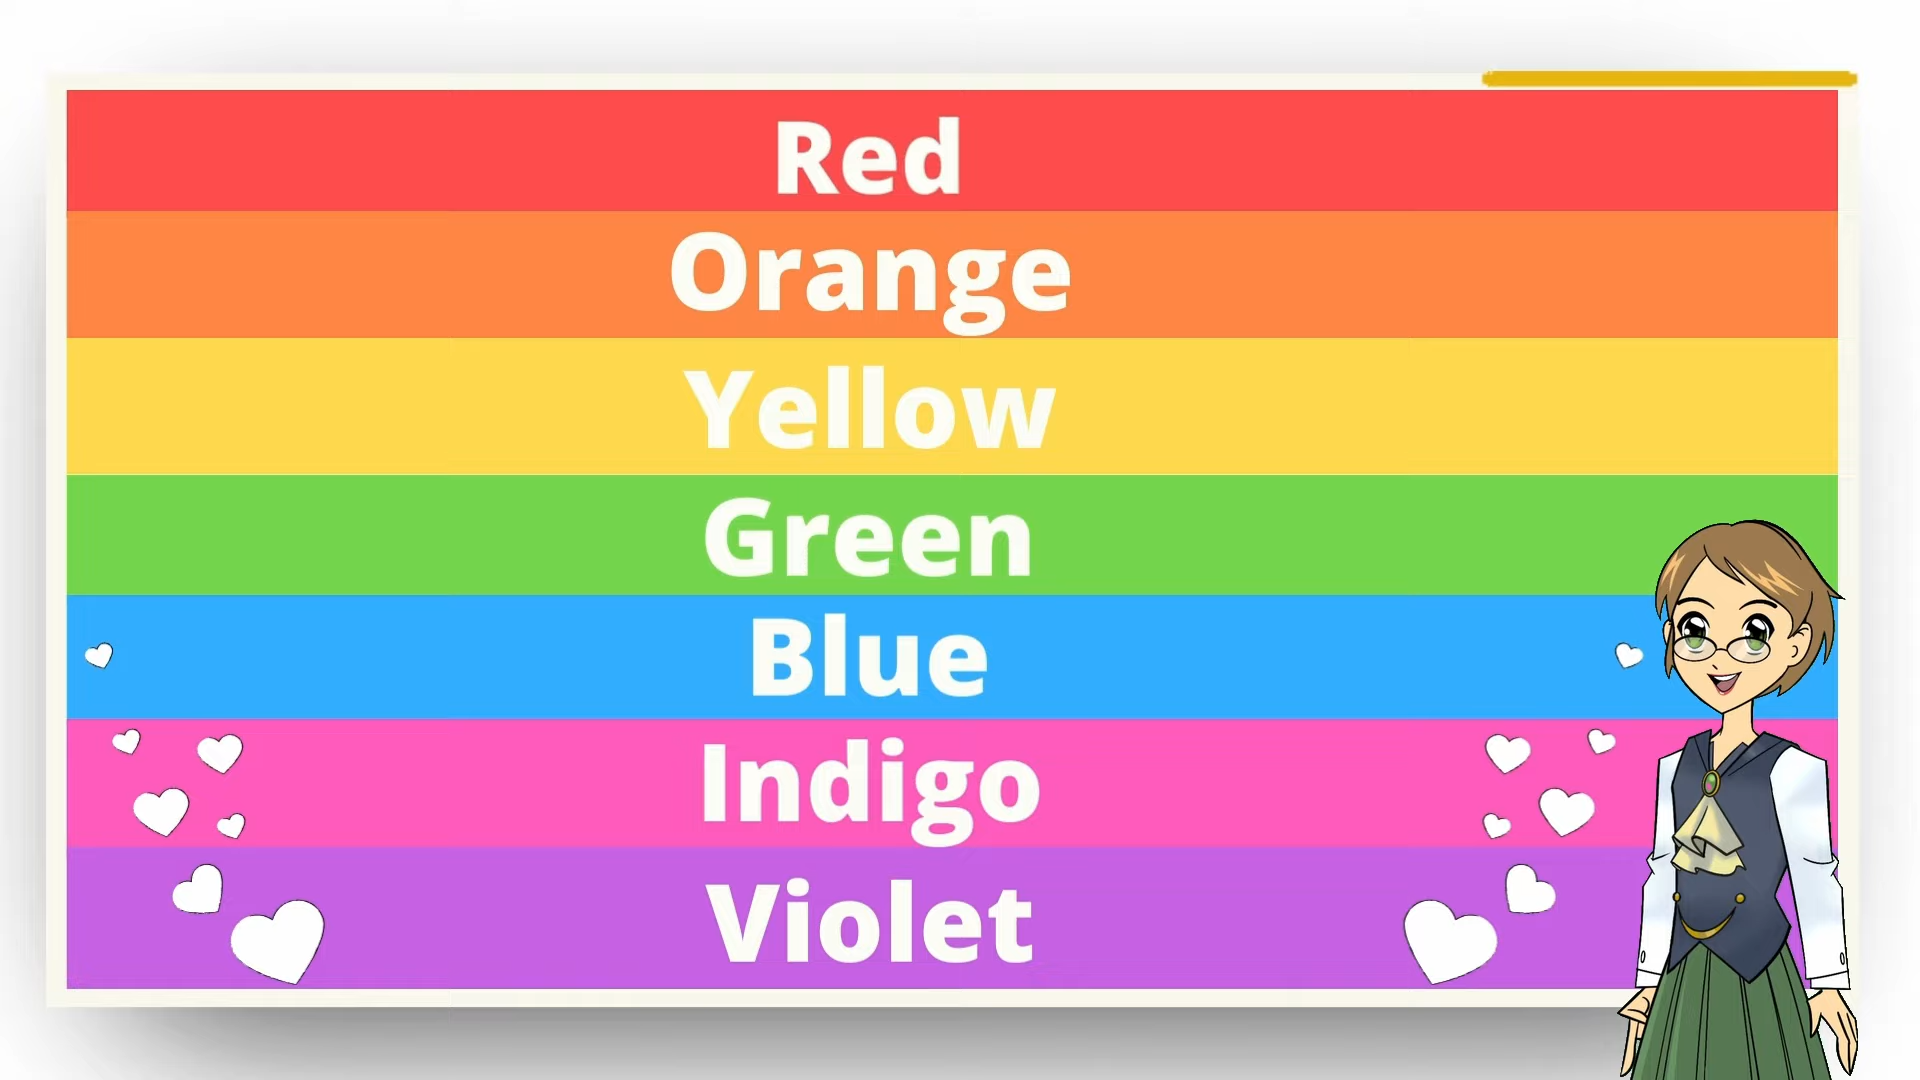 Red
Orange
Yellow
Green
Blue
Indigo
Violet